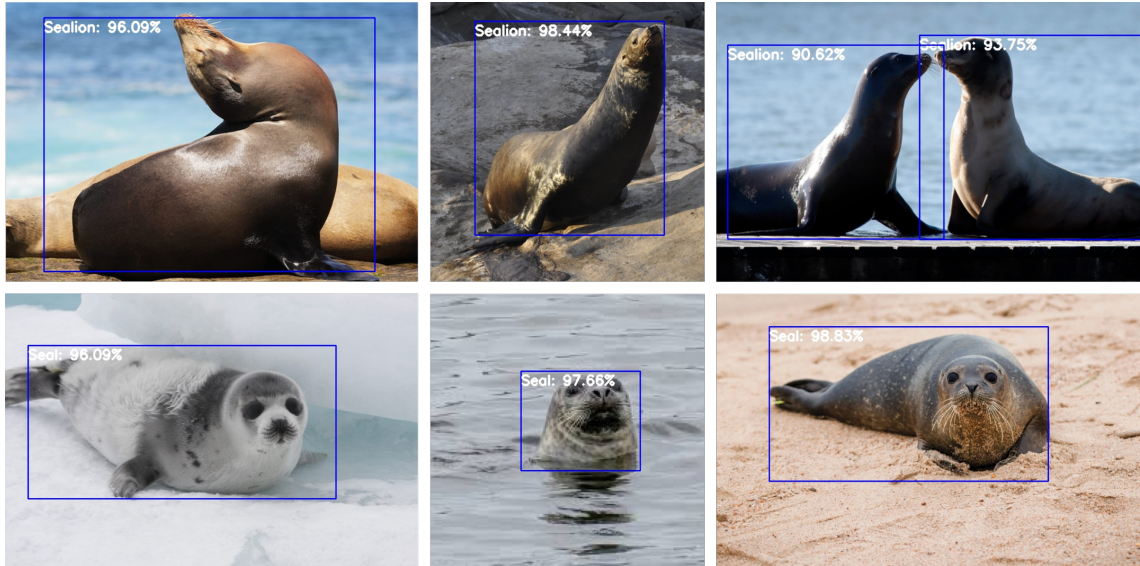 Sealion: 96.09%
Sealion: 98.44%
Sealion: 90.62%
Sealion: 93.75%
Seal: 96.09%
Seal: 97.66%
Seal: 98.83%